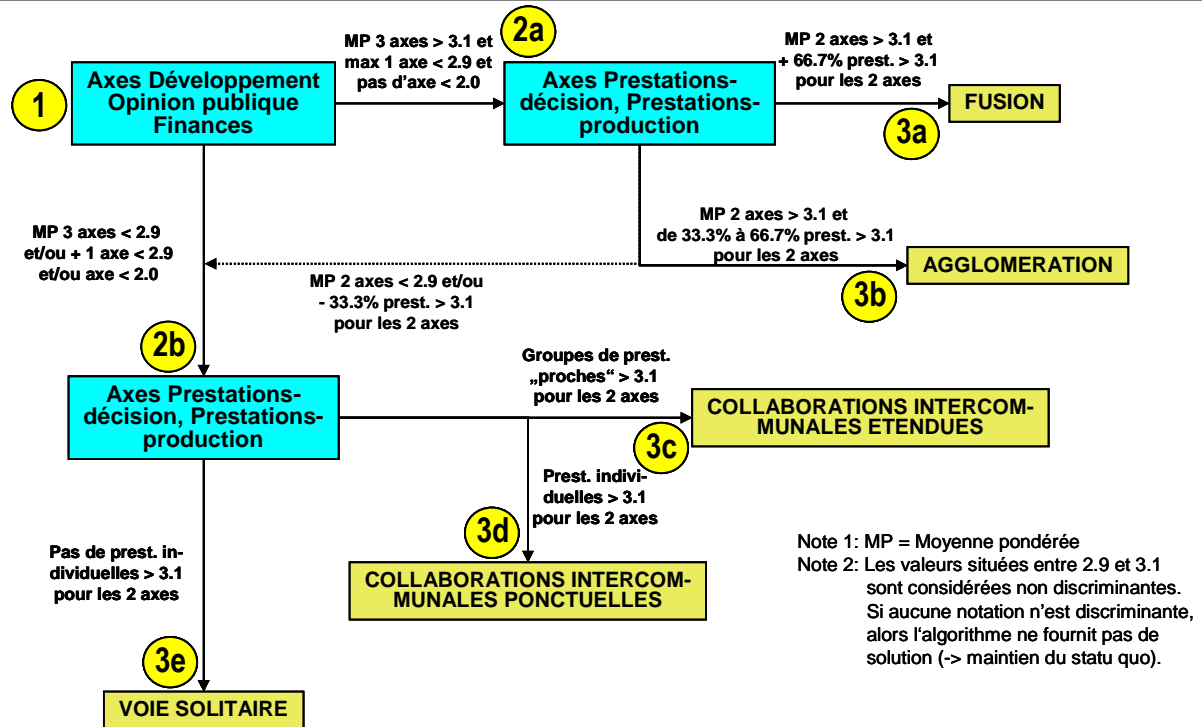 1
Axes Développement
Opinion publique
Finances
MP 3 axes > 3.1 et
max 1 axe < 2.9 et
pas d'axe < 2.0
2a
Axes Prestations-
décision, Prestations-
production
MP 2 axes > 3.1 et
+ 66.7% prest. > 3.1
pour les 2 axes
3a
FUSION
MP 2 axes > 3.1 et
de 33.3% à 66.7% prest. > 3.1
pour les 2 axes
3b
AGGLOMERATION
MP 3 axes < 2.9
et/ou + 1 axe < 2.9
et/ou axe < 2.0
MP 2 axes < 2.9 et/ou
- 33.3% prest. > 3.1
pour les 2 axes
2b
Axes Prestations-
décision, Prestations-
production
Groupes de prest.
„proches“ > 3.1
pour les 2 axes
3c
COLLABORATIONS INTERCOM-
MUNALES ETENDUES
Prest. indivi-
duelles > 3.1
pour les 2 axes
3d
COLLABORATIONS INTERCOM-
MUNALES PONCTUELLES
Pas de prest. in-
dividuelles > 3.1
pour les 2 axes
3e
VOIE SOLITAIRE
Note 1: MP = Moyenne pondérée
Note 2: Les valeurs situées entre 2.9 et 3.1
sont considérées non discriminantes.
Si aucune notation n'est discriminante,
alors l'algorithme ne fournit pas de
solution (-> maintien du statu quo).